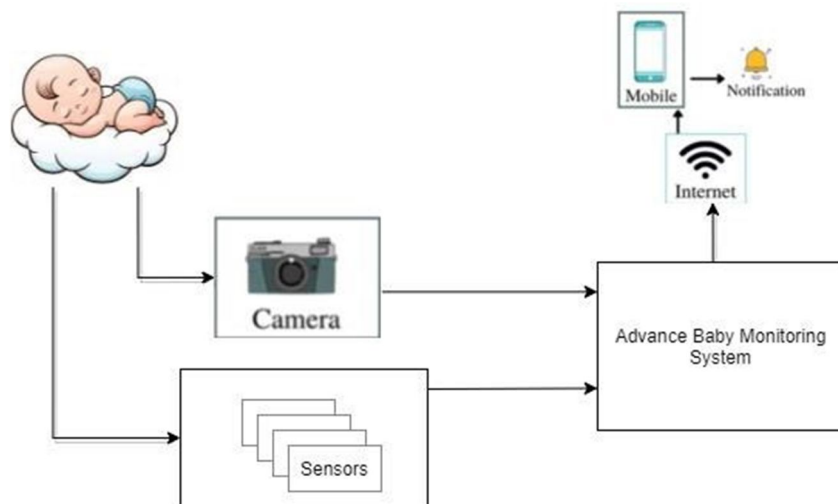 Mobile
Notification
Internet
Camera
Advance Baby Monitoring
System
Sensors